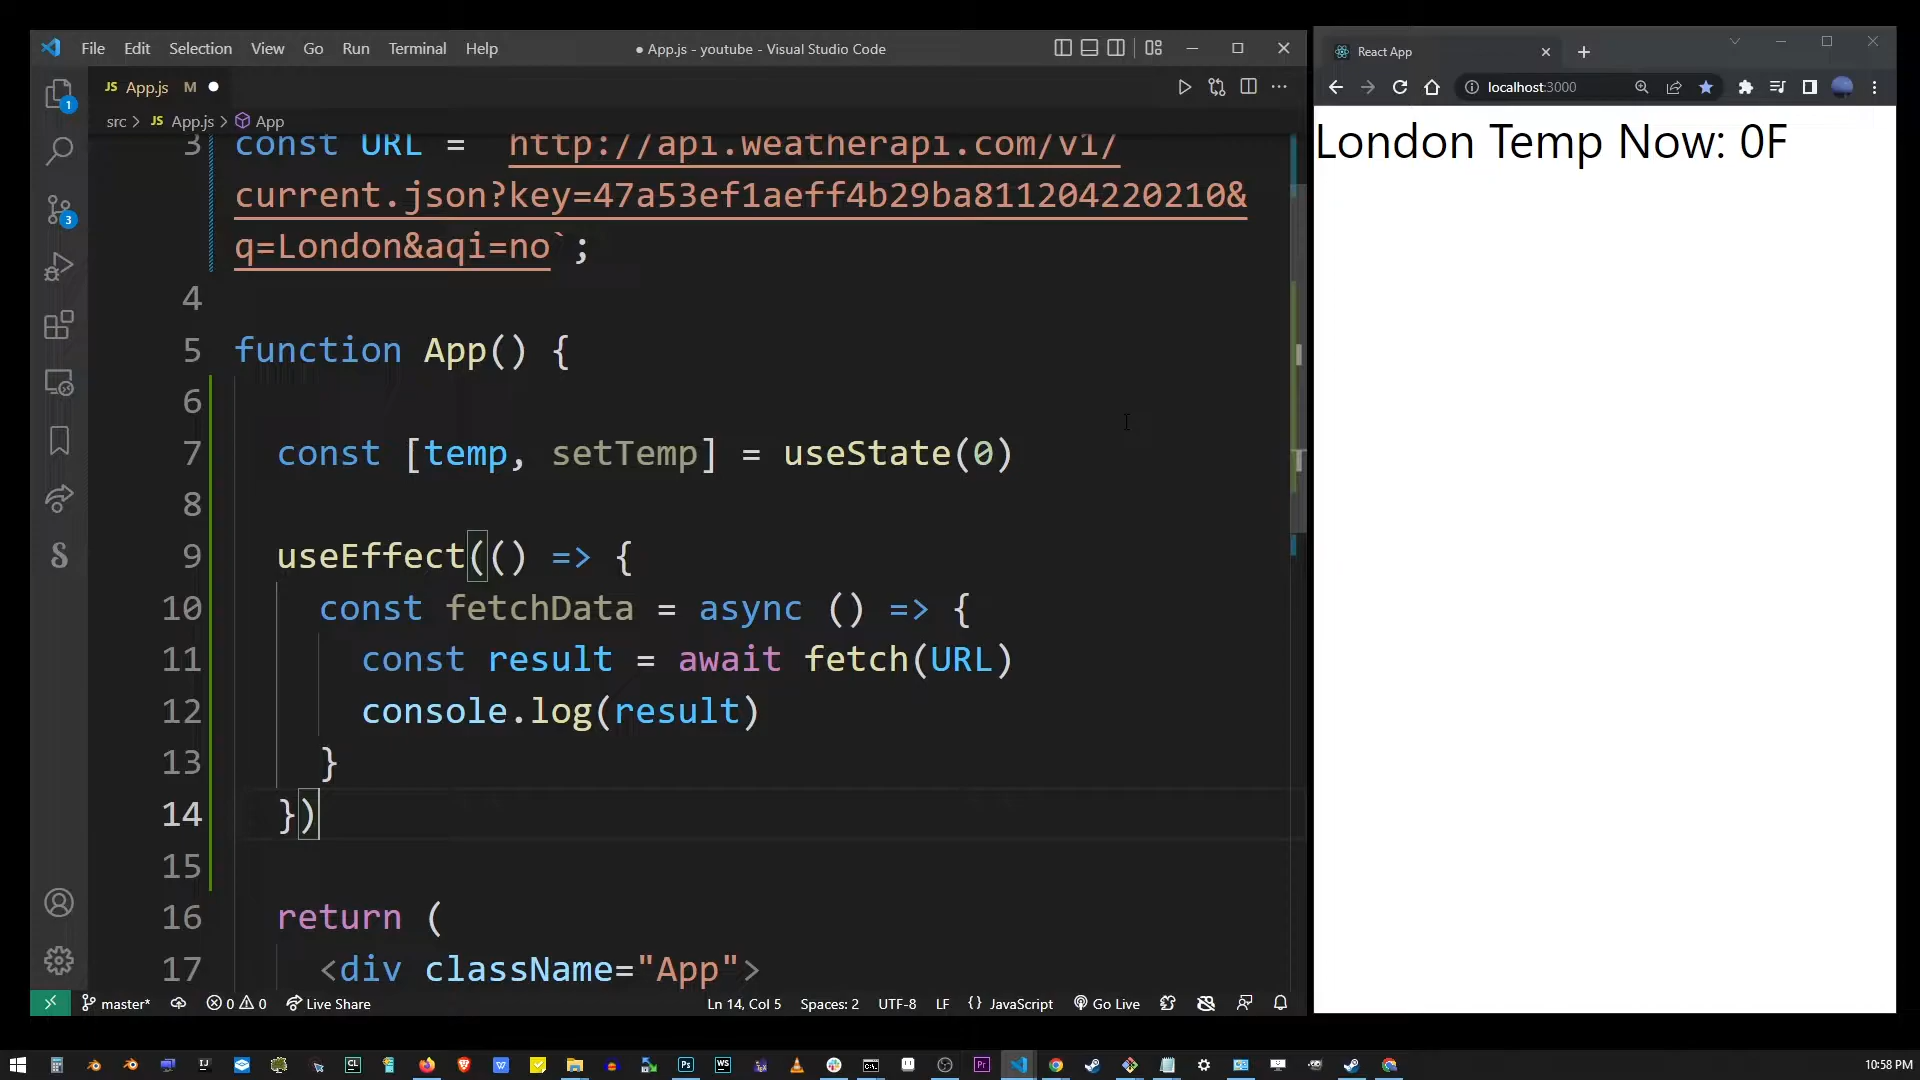 File Edit Selection View Go Run Terminal Help
● App.js - youtube - Visual Studio Code
JS App.js M
src > JS App.js > App
3 const URL = `http://api.weatherapi.com/v1/
current.json?key=47a53ef1aeff4b29ba811204220210&
q=London&aqi=no`;
4
5 function App() {
6
7 const [temp, setTemp] = useState(0)
8
9 useEffect(() => {
10 const fetchData = async () => {
11 const result = await fetch(URL)
12 console.log(result)
13 }
14 })
15
16 return (
17 <div className="App">
1
3
master* 0 0 Live Share Ln 14, Col 5 Spaces: 2 UTF-8 LF {} JavaScript Go Live
React App
localhost:3000
London Temp Now: 0F
10:58 PM